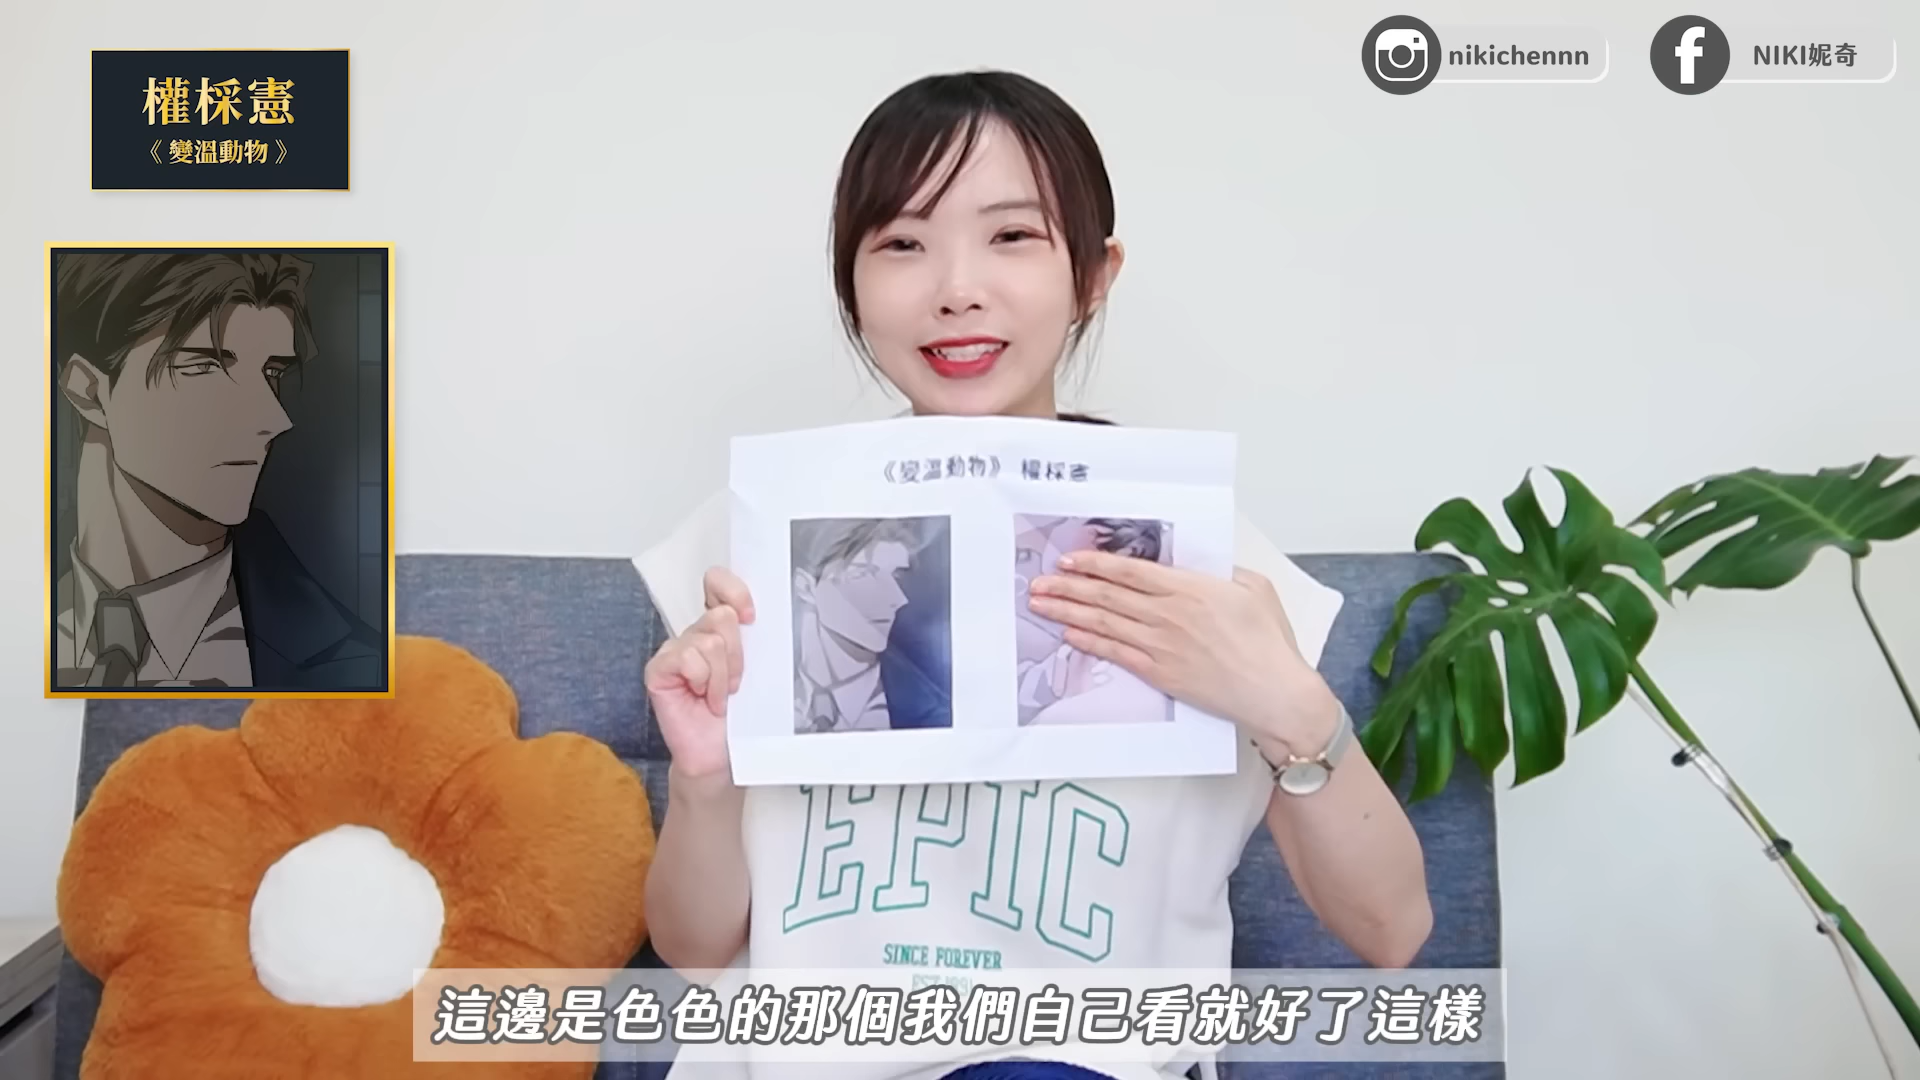 nikichennn
NIKI妮奇
權採憲
《變溫動物》
《變溫動物》 權採憲
EPIC
SINCE FOREVER
這邊是色色的那個我們自己看就好了這樣